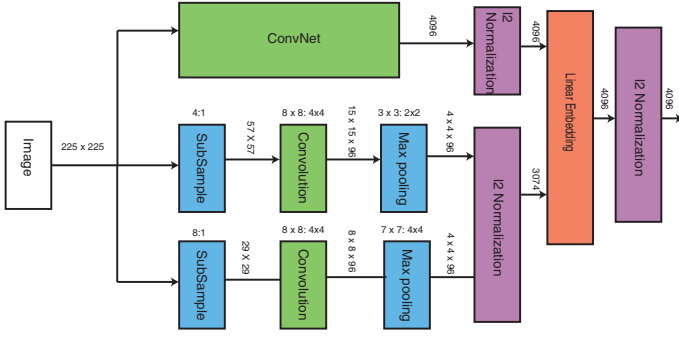 Image
225 x 225
ConvNet
4096
l2
Normalization
4096
Linear Embedding
4096
l2 Normalization
4096
4:1
SubSample
57 X 57
8 x 8: 4x4
Convolution
15 x 15 x 96
3 x 3: 2x2
Max pooling
4 x 4 x 96
l2 Normalization
3074
8:1
SubSample
29 X 29
8 x 8: 4x4
Convolution
8 x 8 x 96
7 x 7: 4x4
Max pooling
4 x 4 x 96